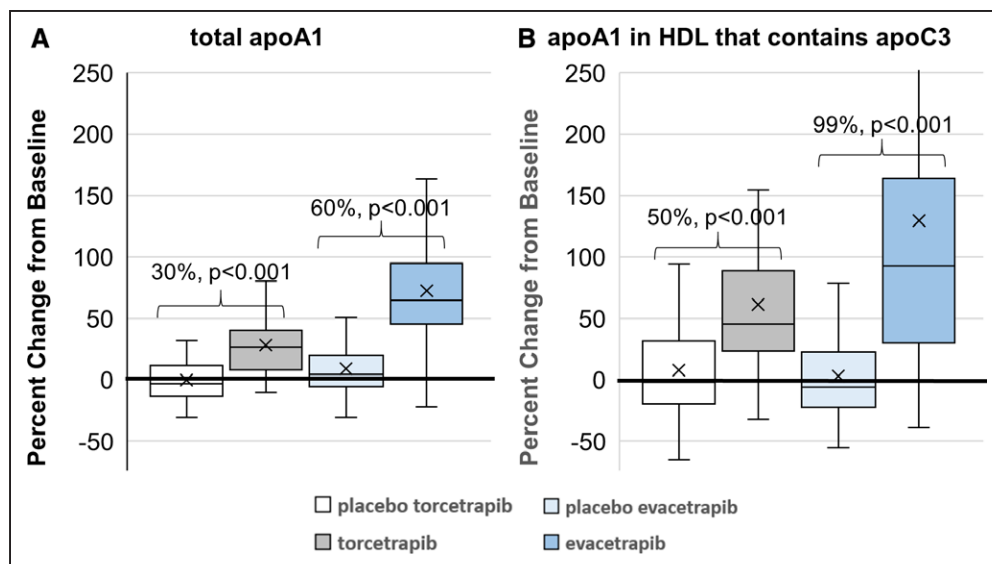 A total apoA1
Percent Change from Baseline
250
200
150
100
50
0
-50
30%, p<0.001
60%, p<0.001
B apoA1 in HDL that contains apoC3
Percent Change from Baseline
250
200
150
100
50
0
-50
50%, p<0.001
99%, p<0.001
placebo torcetrapib
placebo evacetrapib
torcetrapib
evacetrapib